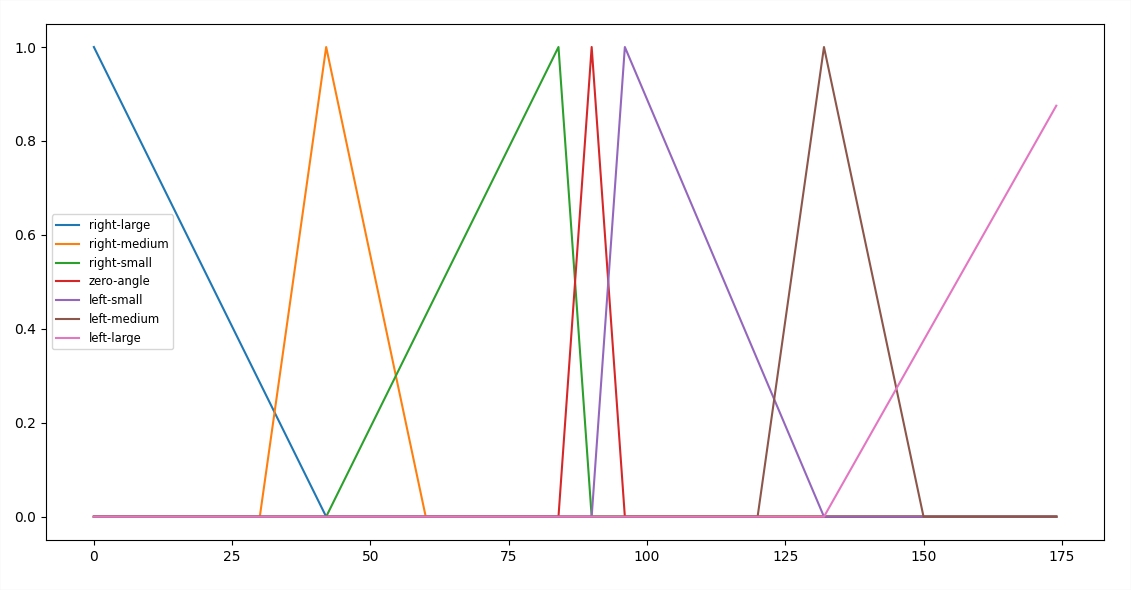 1.0
0.8
0.6
0.4
0.2
0.0
right-large
right-medium
right-small
zero-angle
left-small
left-medium
left-large
0 25 50 75 100 125 150 175